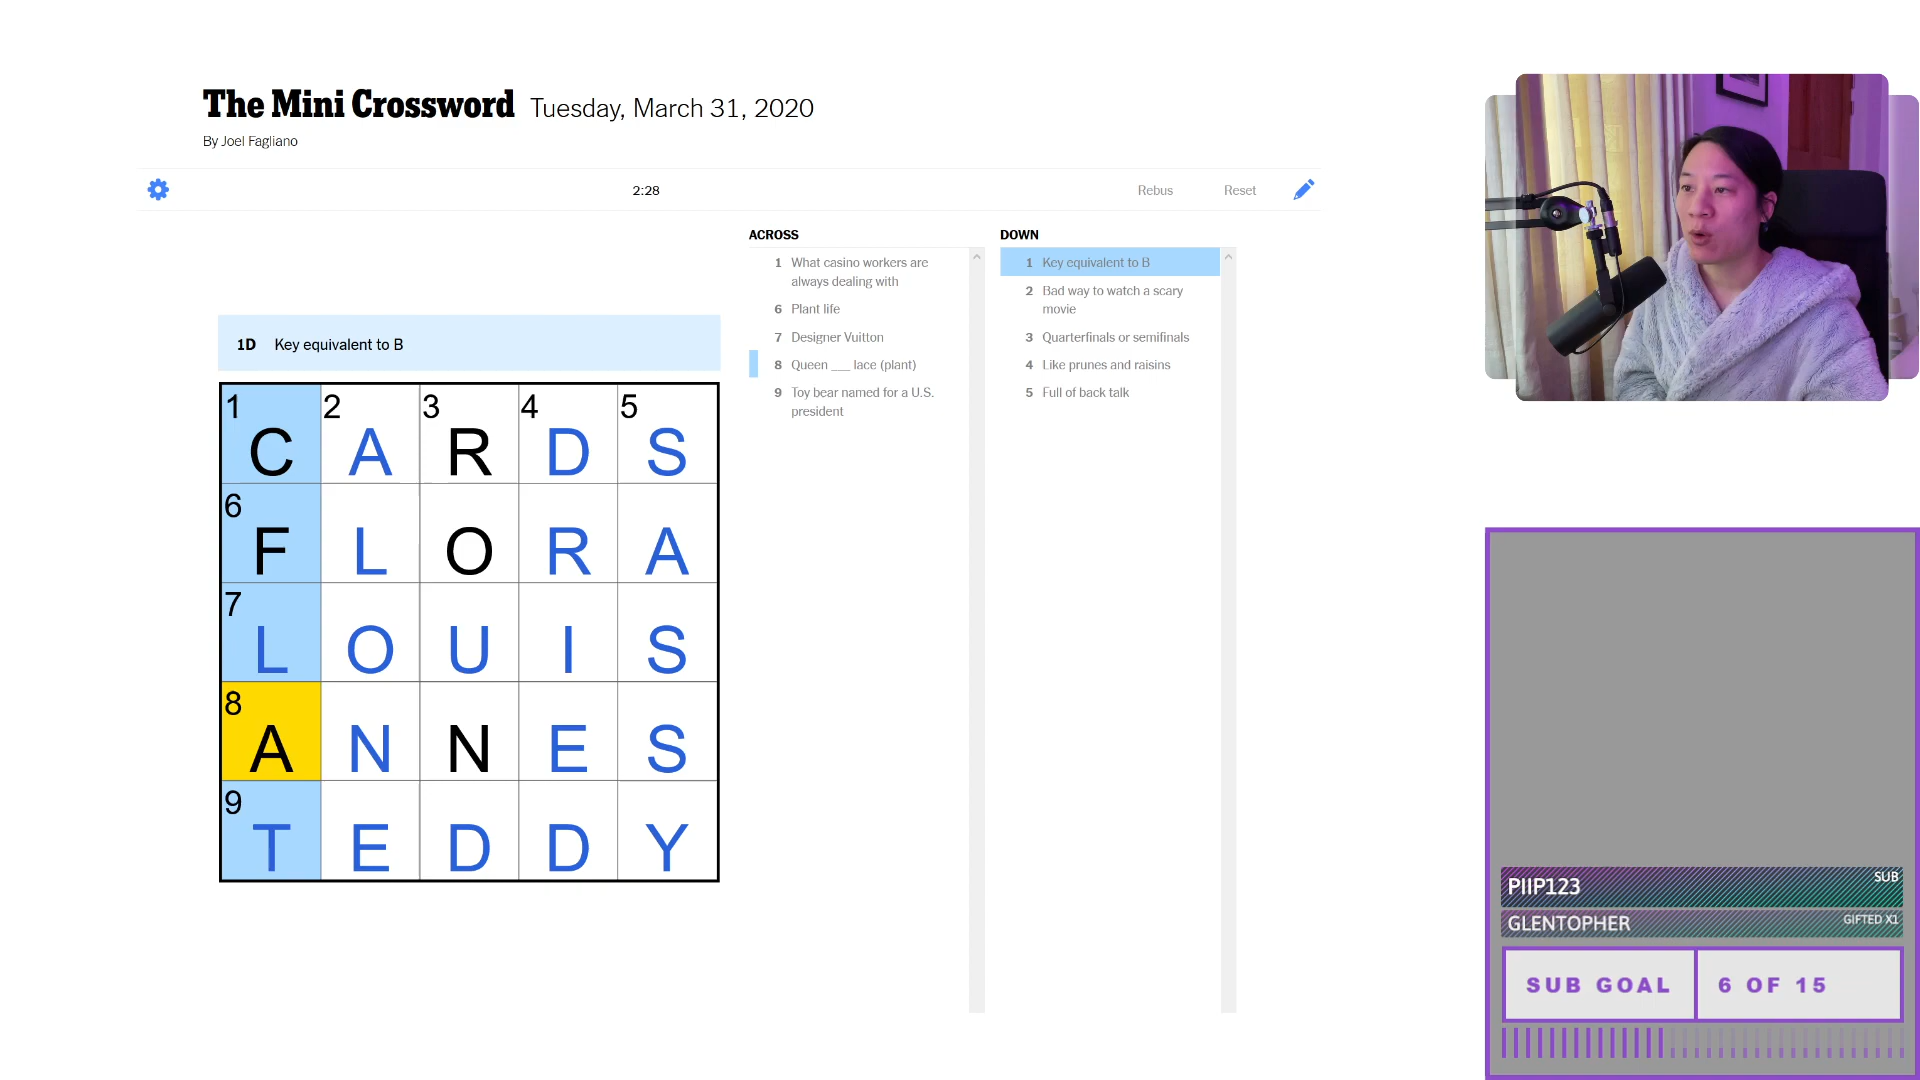 The Mini Crossword Tuesday, March 31, 2020
By Joel Fagliano
2:28
Rebus
Reset
1D Key equivalent to B
1 2 3 4 5
C A R D S
6
F L O R A
7
L O U I S
8
A N N E S
9
T E D D Y
ACROSS
1 What casino workers are
always dealing with
6 Plant life
7 Designer Vuitton
8 Queen ___ lace (plant)
9 Toy bear named for a U.S.
president
DOWN
1 Key equivalent to B
2 Bad way to watch a scary
movie
3 Quarterfinals or semifinals
4 Like prunes and raisins
5 Full of back talk
PIIP123 SUB
GLENTOPHER GIFTED X1
SUB GOAL 6 OF 15